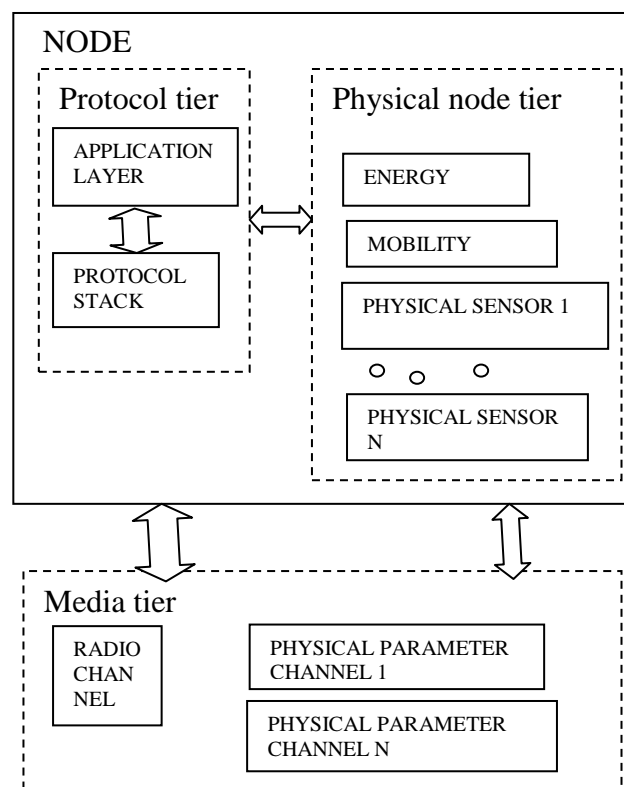 NODE
Protocol tier
APPLICATION
LAYER
PROTOCOL
STACK
Physical node tier
ENERGY
MOBILITY
PHYSICAL SENSOR 1
PHYSICAL SENSOR
N
Media tier
RADIO
CHAN
NEL
PHYSICAL PARAMETER
CHANNEL 1
PHYSICAL PARAMETER
CHANNEL N